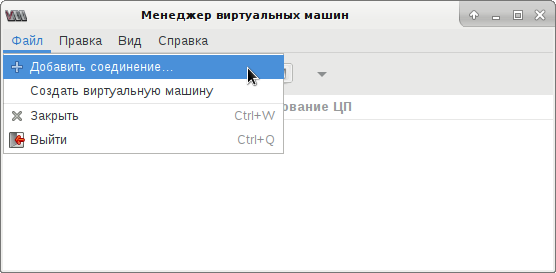 Менеджер виртуальных машин
Файл Правка Вид Справка
Добавить соединение...
Создать виртуальную машину
ование ЦП
Закрыть Ctrl+W
Выйти Ctrl+Q